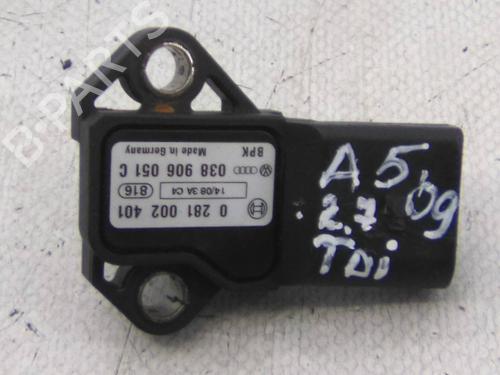 B-PARTS
0 281 002 401
14/08 3A C4 816
038 906 051 C
BPK Made in Germany
A5 09
2.7
TDi